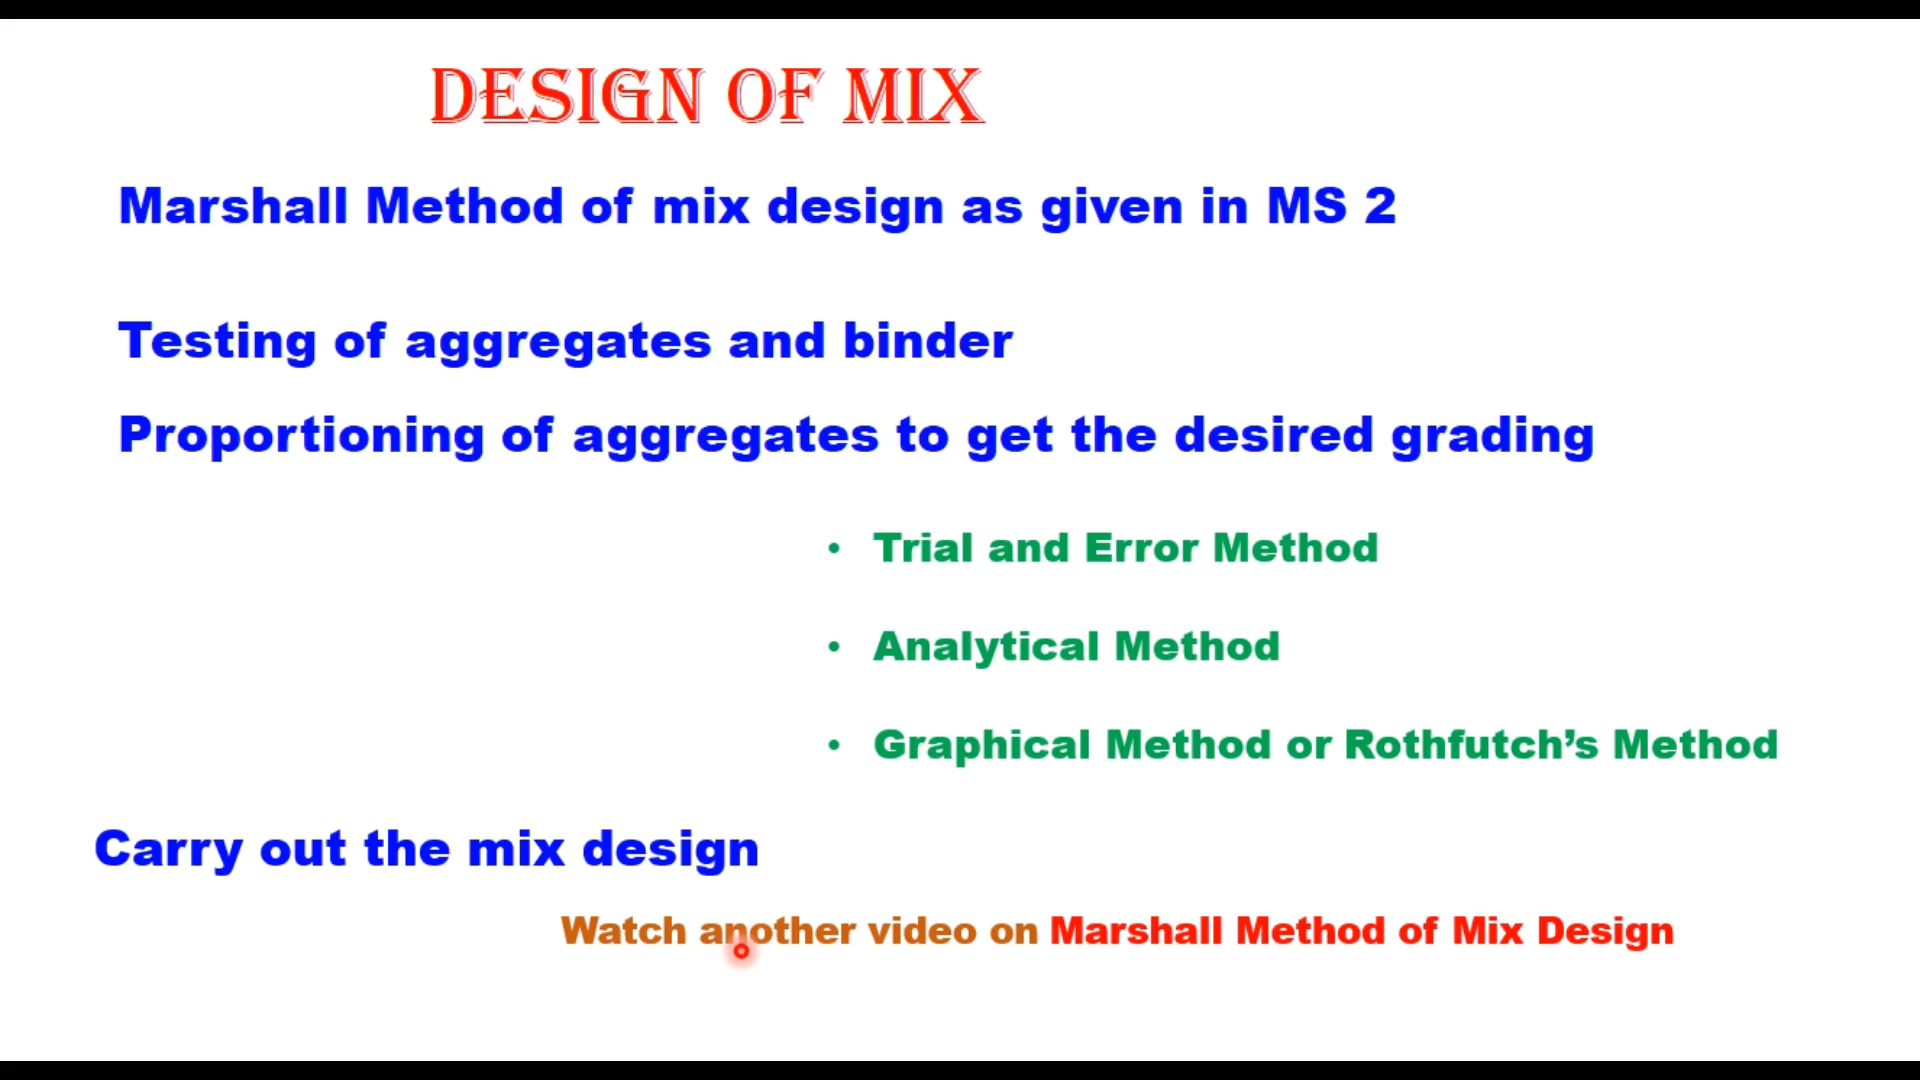 DESIGN OF MIX
Marshall Method of mix design as given in MS 2
Testing of aggregates and binder
Proportioning of aggregates to get the desired grading
• Trial and Error Method
• Analytical Method
• Graphical Method or Rothfutch’s Method
Carry out the mix design
Watch another video on Marshall Method of Mix Design